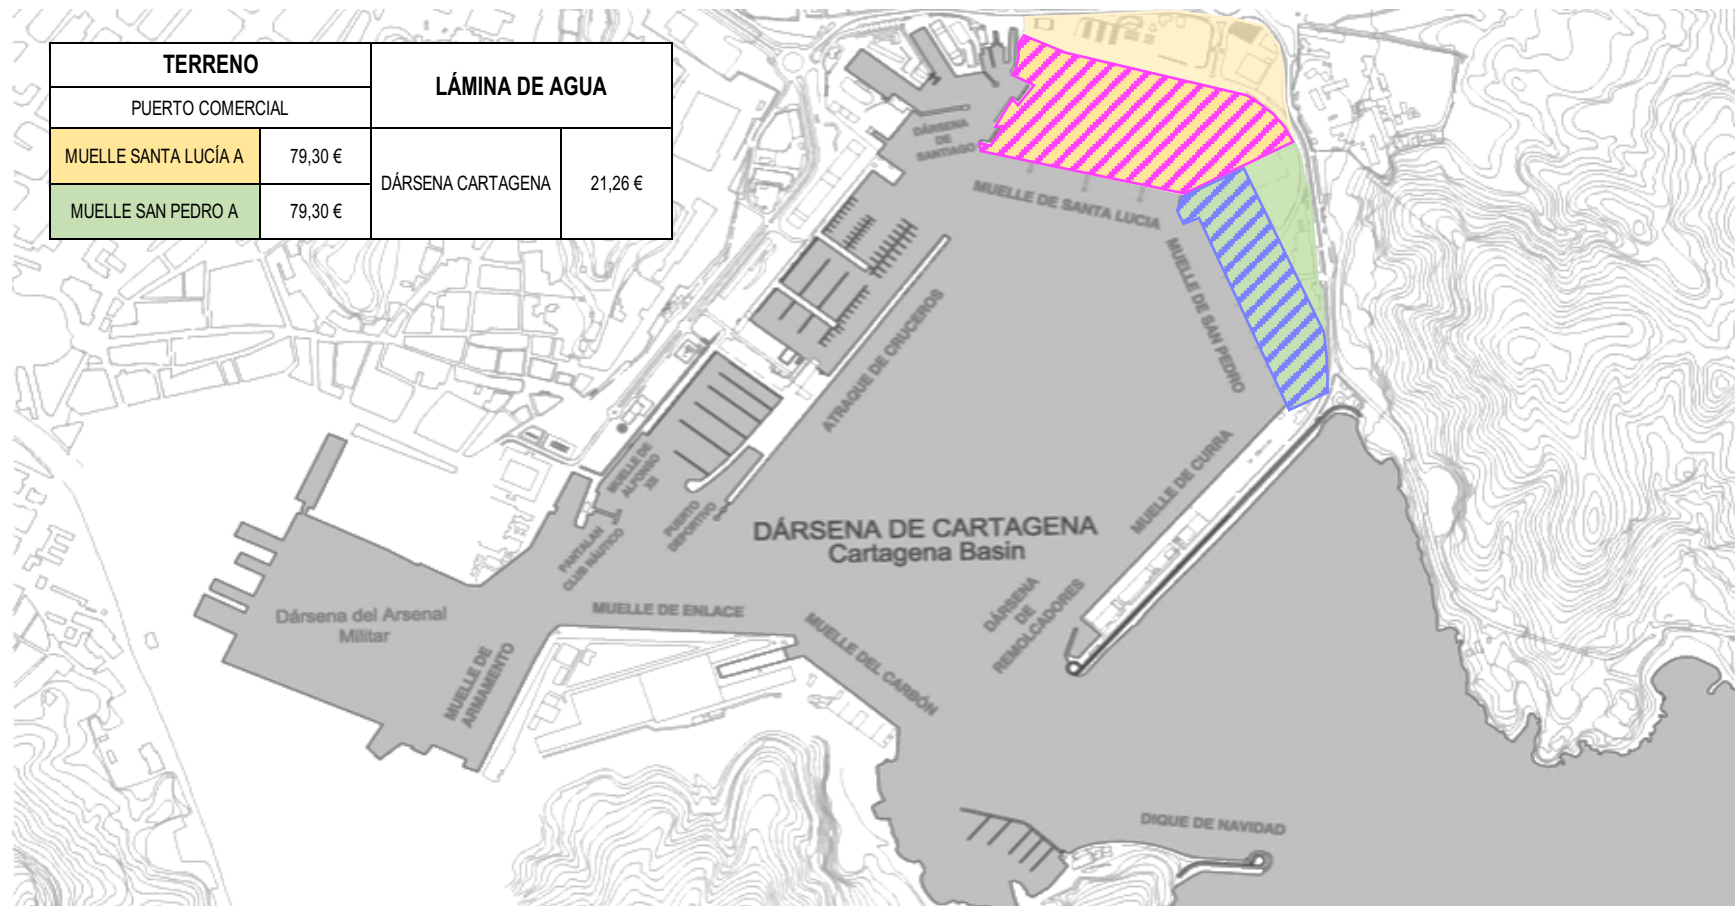 TERRENO
LÁMINA DE AGUA
PUERTO COMERCIAL
MUELLE SANTA LUCÍA A
79,30 €
DÁRSENA CARTAGENA
21,26 €
MUELLE SAN PEDRO A
79,30 €
DÁRSENA
DE
SANTIAGO
MUELLE DE SANTA LUCIA
MUELLE DE SAN PEDRO
ATRAQUE DE CRUCEROS
MUELLE DE CURRA
MUELLE DE
ALFONSO
XII
PUERTO
DEPORTIVO
PANTALAN
CLUB NÁUTICO
DÁRSENA DE CARTAGENA
Cartagena Basin
DÁRSENA
DE
REMOLCADORES
MUELLE DE ENLACE
Dársena del Arsenal
Militar
MUELLE DE
ARMAMENTO
MUELLE DEL CARBÓN
DIQUE DE NAVIDAD